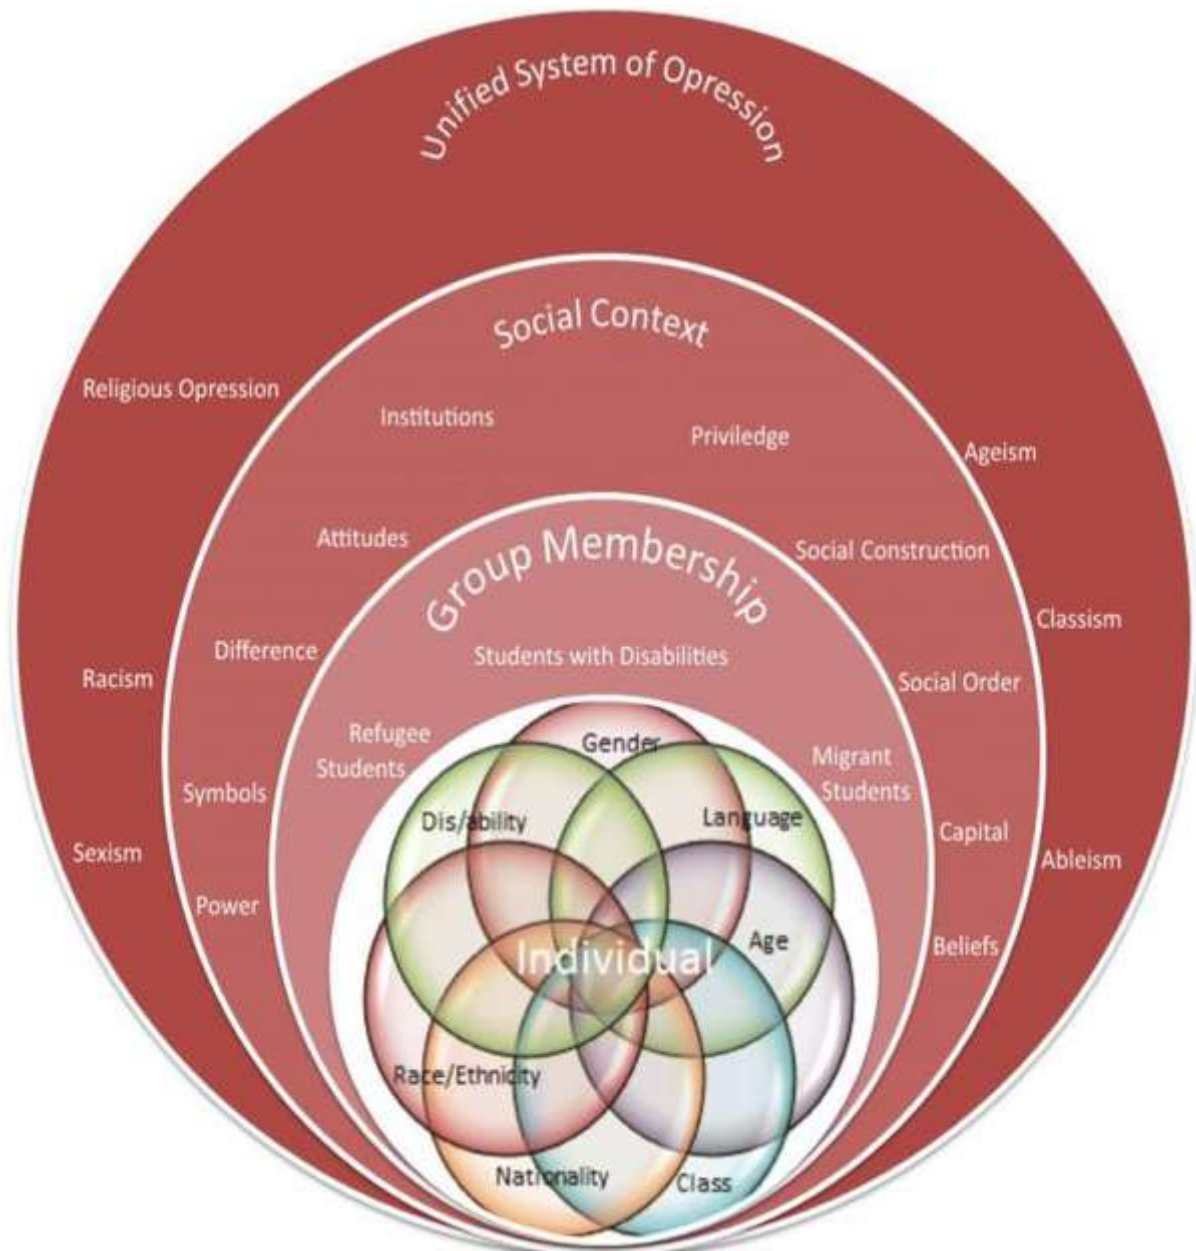 Unified System of Opression
Social Context
Religious Opression
Institutions
Priviledge
Ageism
Attitudes
Social Construction
Group Membership
Classism
Difference
Students with Disabilities
Racism
Social Order
Refugee
Students
Gender
Migrant
Students
Symbols
Dis/ability
Language
Capital
Sexism
Ableism
Power
Age
Beliefs
Individual
Race/Ethnicity
Nationality
Class